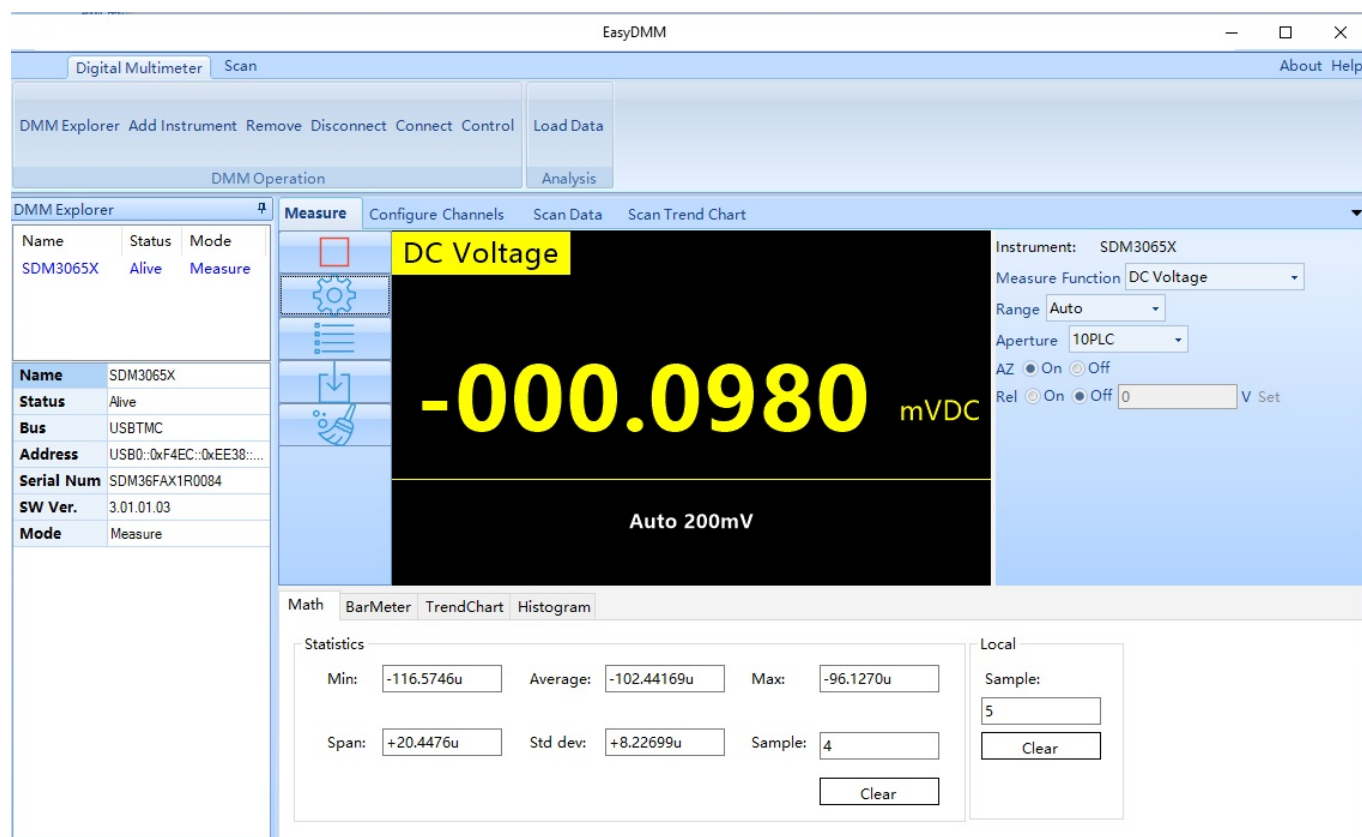 EasyDMM
Digital Multimeter Scan About Help
DMM Explorer Add Instrument Remove Disconnect Connect Control Load Data
DMM Operation Analysis
DMM Explorer
Name Status Mode
SDM3065X Alive Measure
Name SDM3065X
Status Alive
Bus USBTMC
Address USB0::0xF4EC::0xEE38::...
Serial Num SDM36FAX1R0084
SW Ver. 3.01.01.03
Mode Measure
Measure Configure Channels Scan Data Scan Trend Chart
DC Voltage
-000.0980 mVDC
Auto 200mV
Instrument: SDM3065X
Measure Function DC Voltage
Range Auto
Aperture 10PLC
AZ On Off
Rel On Off 0 V Set
Math BarMeter TrendChart Histogram
Statistics
Min: -116.5746u Average: -102.44169u Max: -96.1270u
Span: +20.4476u Std dev: +8.22699u Sample: 4
Clear
Local
Sample:
5
Clear